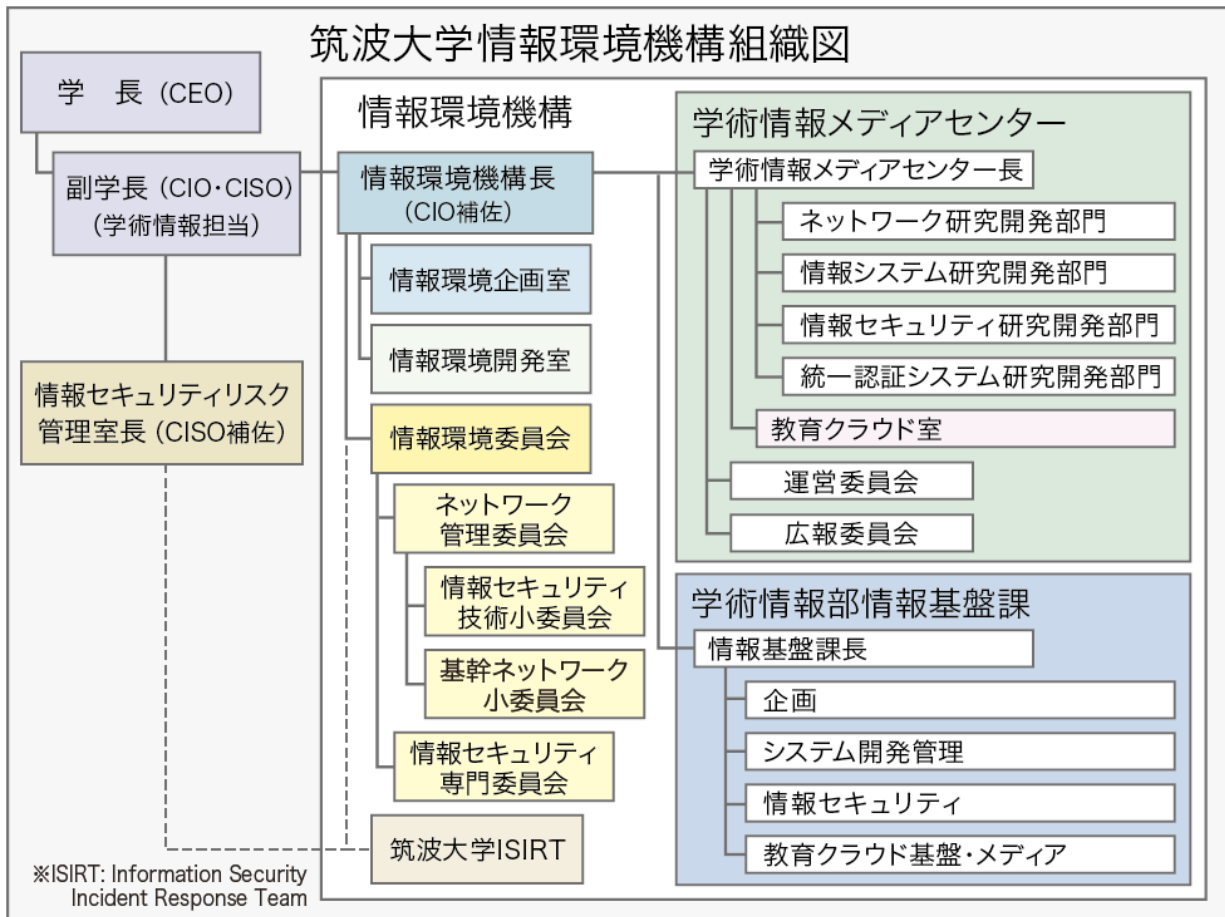 筑波大学情報環境機構組織図
学　長（CEO）
副学長（CIO・CISO）
（学術情報担当）
情報セキュリティリスク
管理室長（CISO補佐）
※ISIRT: Information Security
Incident Response Team
情報環境機構
情報環境機構長
（CIO補佐）
情報環境企画室
情報環境開発室
情報環境委員会
ネットワーク
管理委員会
情報セキュリティ
技術小委員会
基幹ネットワーク
小委員会
情報セキュリティ
専門委員会
筑波大学ISIRT
学術情報メディアセンター
学術情報メディアセンター長
ネットワーク研究開発部門
情報システム研究開発部門
情報セキュリティ研究開発部門
統一認証システム研究開発部門
教育クラウド室
運営委員会
広報委員会
学術情報部情報基盤課
情報基盤課長
企画
システム開発管理
情報セキュリティ
教育クラウド基盤・メディア